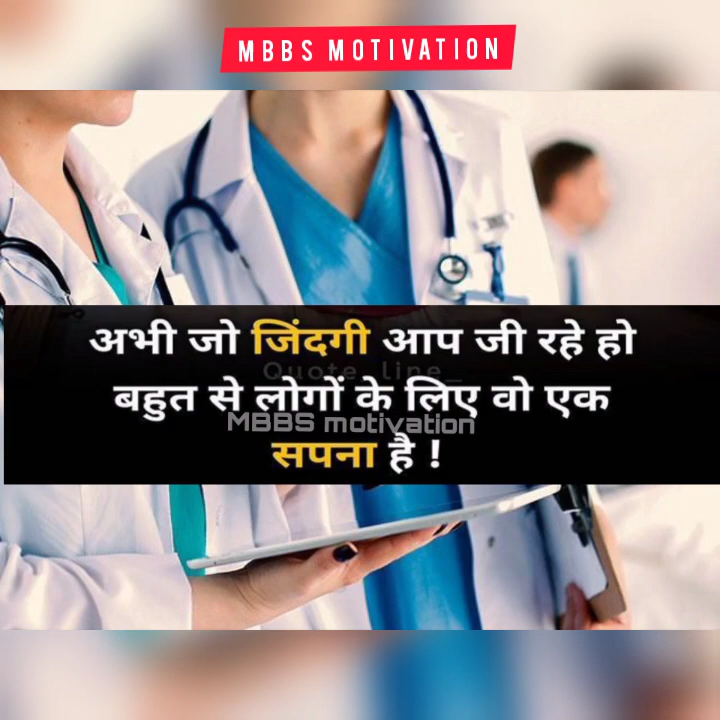 MBBS MOTIVATION
अभी जो जिंदगी आप जी रहे हो
Quote_line_
बहुत से लोगों के लिए वो एक
MBBS motivation
सपना है !